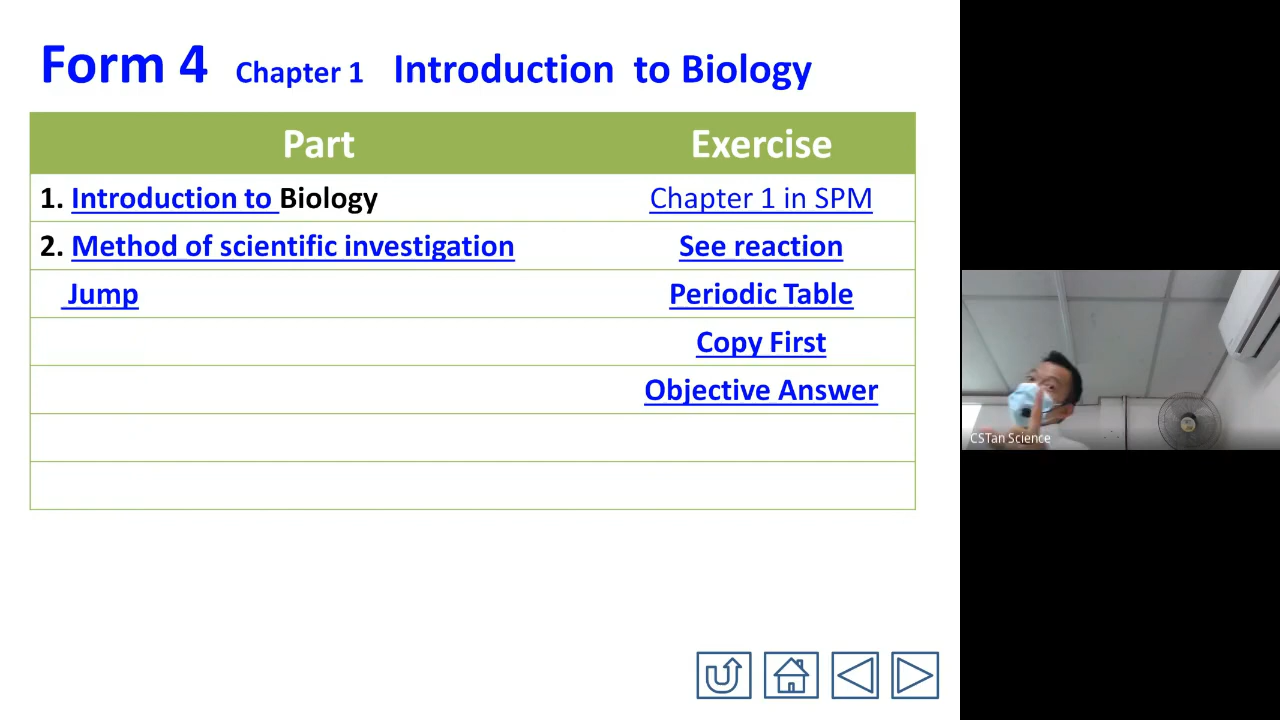 Form 4 Chapter 1 Introduction to Biology
Part Exercise
1. Introduction to Biology Chapter 1 in SPM
2. Method of scientific investigation See reaction
Jump Periodic Table
Copy First
Objective Answer
CSTan Science